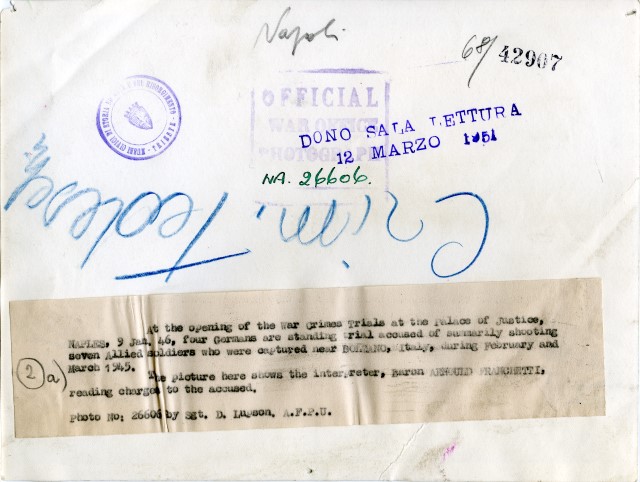 Napoli
68/ 42907
OFFICIAL
WAR OFFICE
PHOTOGRAPH
DONO SALA LETTURA
12 MARZO 1951
NA. 26606.
Crim. Tedeschi
At the opening of the War Crimes Trials at the Palace of Justice,
NAPLES, 9 Jan. 46, four Germans are standing trial accused of summarily shooting
seven Allied soldiers who were captured near BOLZANO, Italy, during February and
March 1945.
2 a)
The picture here shows the interpreter, Baron ARNOULD FRANCHETTI,
reading charges to the accused.
Photo No: 26606 by Sgt. D. Lupson, A.F.P.U.